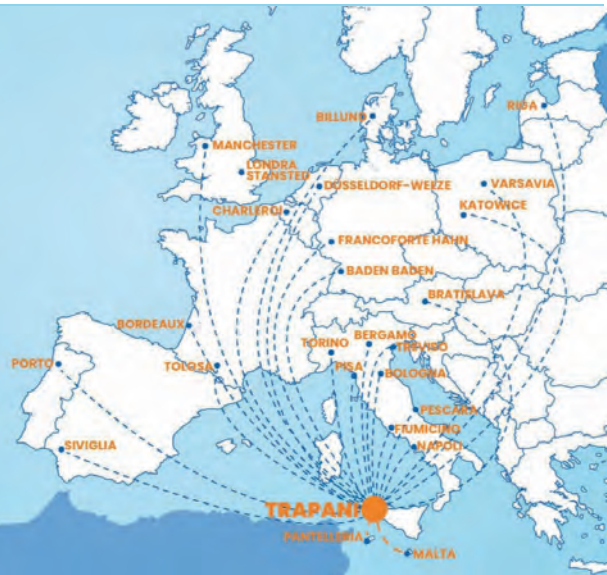 BILLUND
RIGA
MANCHESTER
LONDRA
STANSTED
DUSSELDORF-WEEZE
VARSAVIA
KATOWICE
CHARLEROI
FRANCOFORTE HAHN
BADEN BADEN
BRATISLAVA
BORDEAUX
TORINO
BERGAMO
TREVISO
PORTO
TOLOSA
PISA
BOLOGNA
PESCARA
FIUMICINO
SIVIGLIA
NAPOLI
TRAPANI
PANTELLERIA
MALTA